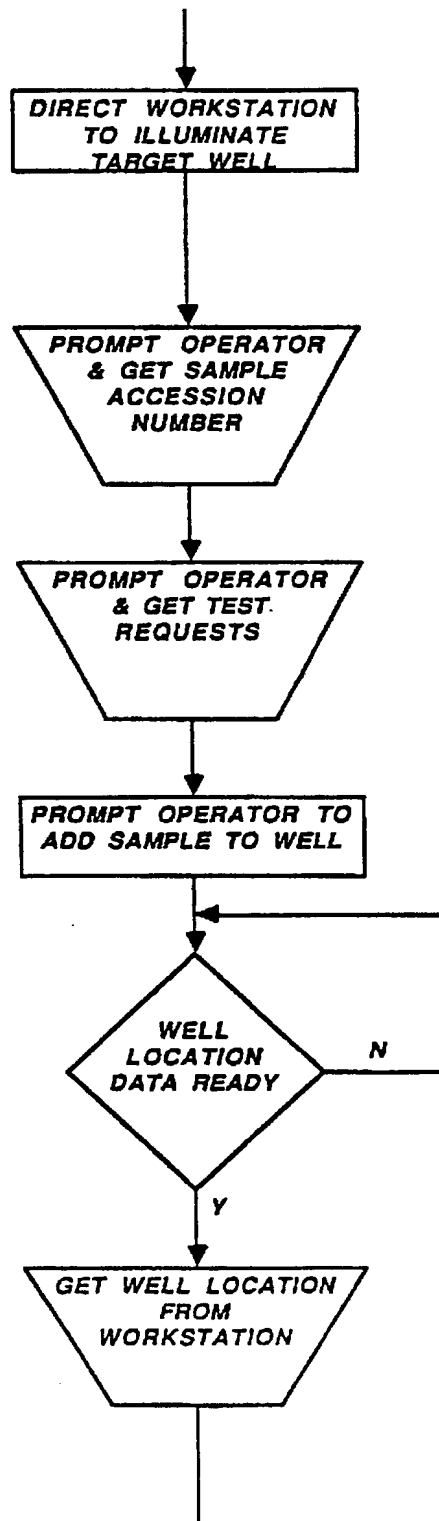 DIRECT WORKSTATION
TO ILLUMINATE
TARGET WELL
PROMPT OPERATOR
& GET SAMPLE
ACCESSION
NUMBER
PROMPT OPERATOR
& GET TEST
REQUESTS
PROMPT OPERATOR TO
ADD SAMPLE TO WELL
WELL
LOCATION
DATA READY
N
Y
GET WELL LOCATION
FROM
WORKSTATION